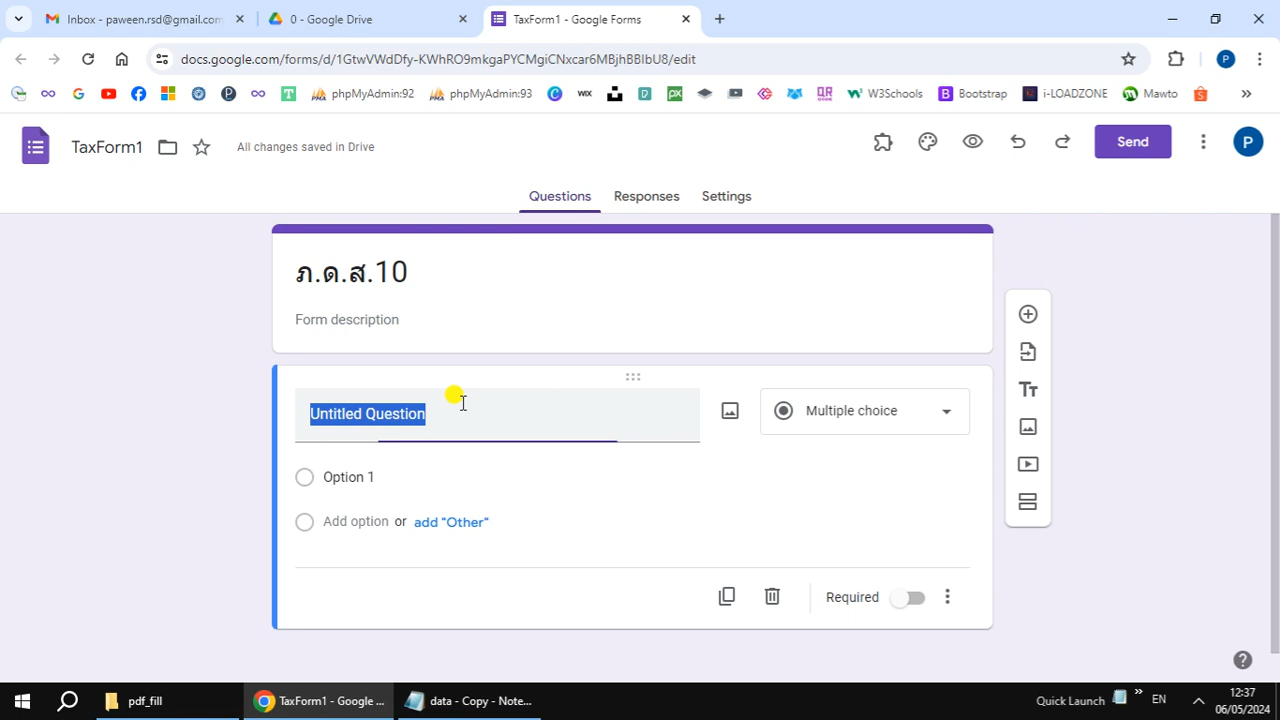 Inbox - paween.rsd@gmail.com
0 - Google Drive
TaxForm1 - Google Forms
docs.google.com/forms/d/1GtwVWdDfy-KWhRO9mkgaPYCMgiCNxcar6MBjhBBIbU8/edit
P
phpMyAdmin:92
phpMyAdmin:93
WIX
W3Schools
Bootstrap
i-LOADZONE
Mawto
TaxForm1
All changes saved in Drive
Send
P
Questions
Responses
Settings
ภ.ด.ส.10
Form description
Untitled Question
Multiple choice
Option 1
Add option or add "Other"
Required
pdf_fill
TaxForm1 - Google ...
data - Copy - Note...
Quick Launch
EN
12:37
06/05/2024